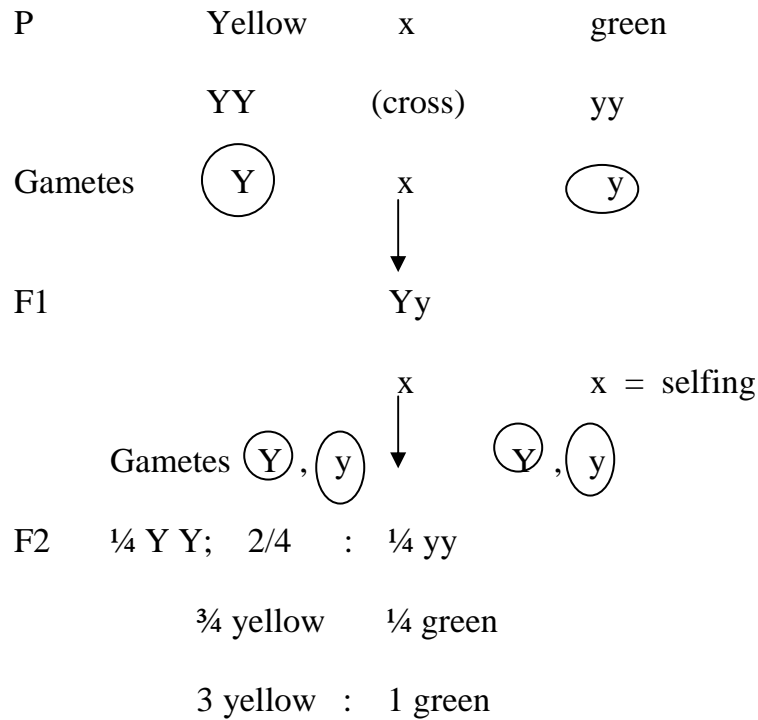 P Yellow x green
YY (cross) yy
Gametes Y x y
F1 Yy
x x = selfing
Gametes Y , y Y , y
F2 ¼ Y Y; 2/4 : ¼ yy
¾ yellow ¼ green
3 yellow : 1 green